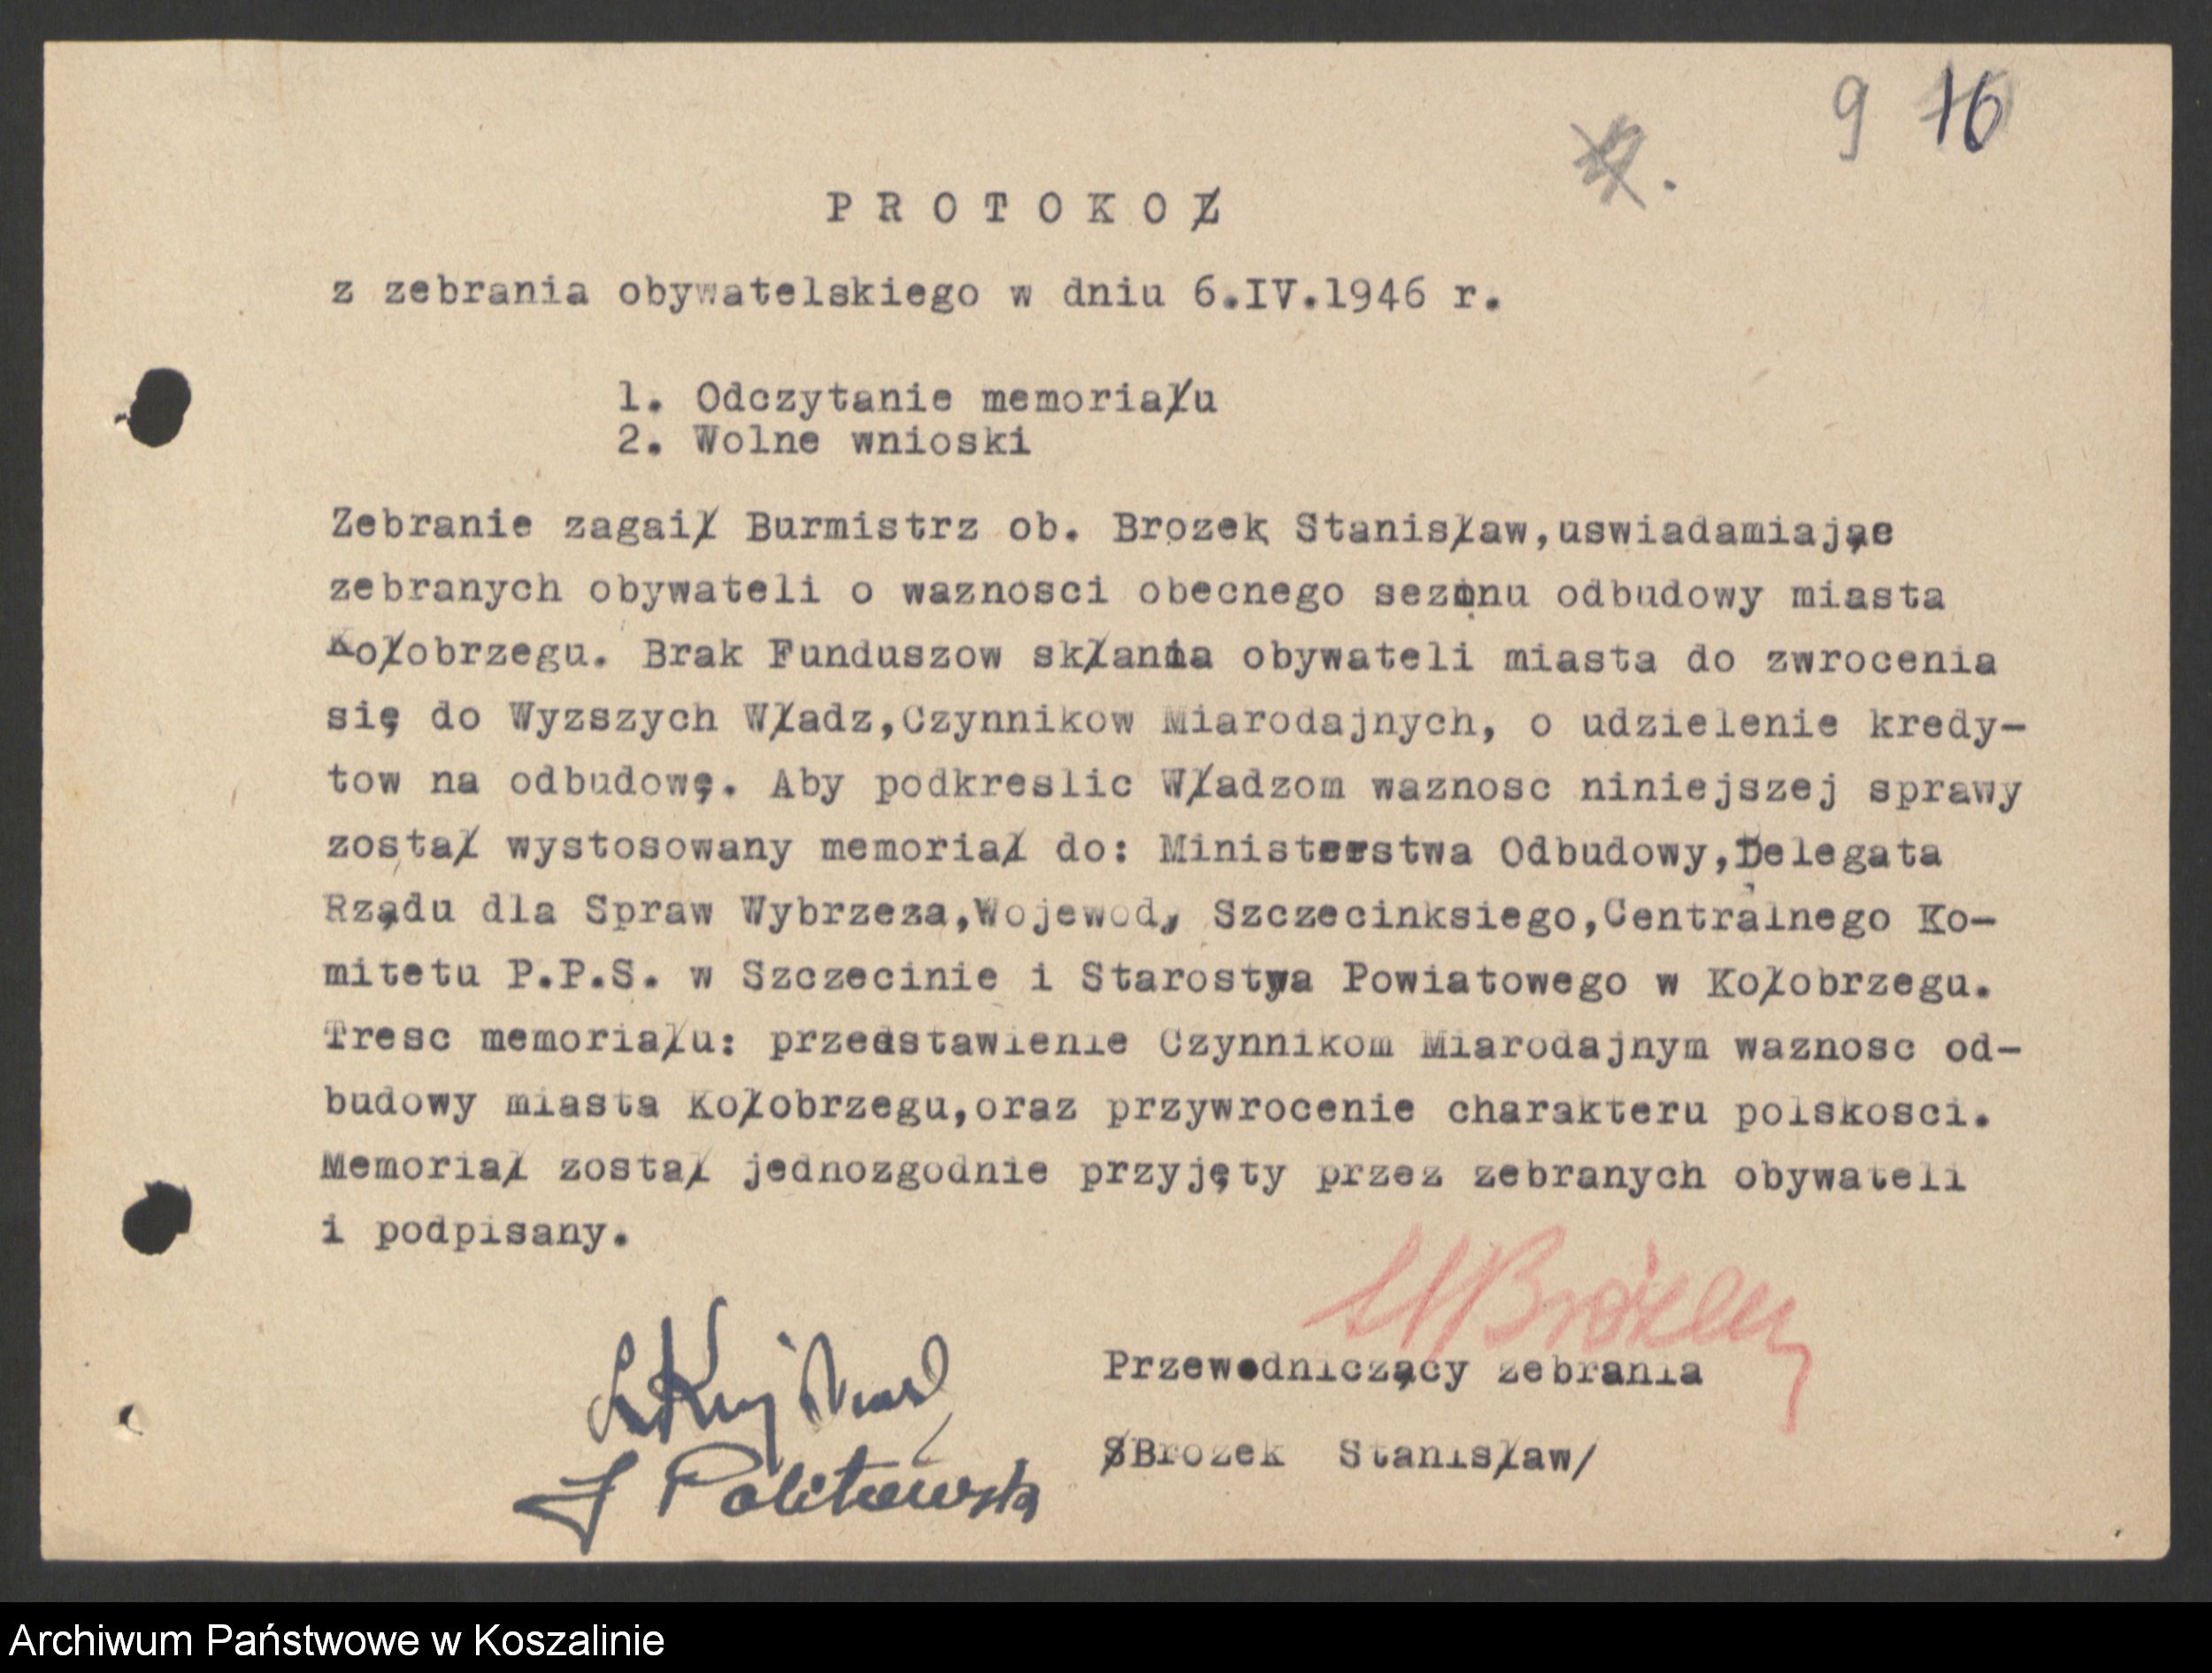 9 16
P R O T O K O Ł
z zebrania obywatelskiego w dniu 6.IV.1946 r.
1. Odczytanie memoriału
2. Wolne wnioski
Zebranie zagaił Burmistrz ob. Brozek Stanisław,uswiadamiając
zebranych obywateli o waznosci obecnego sezonu odbudowy miasta
Kołobrzegu. Brak Funduszow skłania obywateli miasta do zwrocenia
się do Wyzszych Władz,Czynnikow Miarodajnych, o udzielenie kredy-
tow na odbudowę. Aby podkreslic Władzom waznosc niniejszej sprawy
został wystosowany memoriał do: Ministerstwa Odbudowy,Delegata
Rządu dla Spraw Wybrzeza,Wojewody Szczecinksiego,Centralnego Ko-
mitetu P.P.S. w Szczecinie i Starostwa Powiatowego w Kołobrzegu.
Tresc memoriału: przedstawienie Czynnikom Miarodajnym waznosc od-
budowy miasta Kołobrzegu,oraz przywrocenie charakteru polskosci.
Memoriał został jednozgodnie przyjęty przez zebranych obywateli
i podpisany.
Brożek
Przewodniczący zebrania
/Brozek Stanisław/
Archiwum Państwowe w Koszalinie